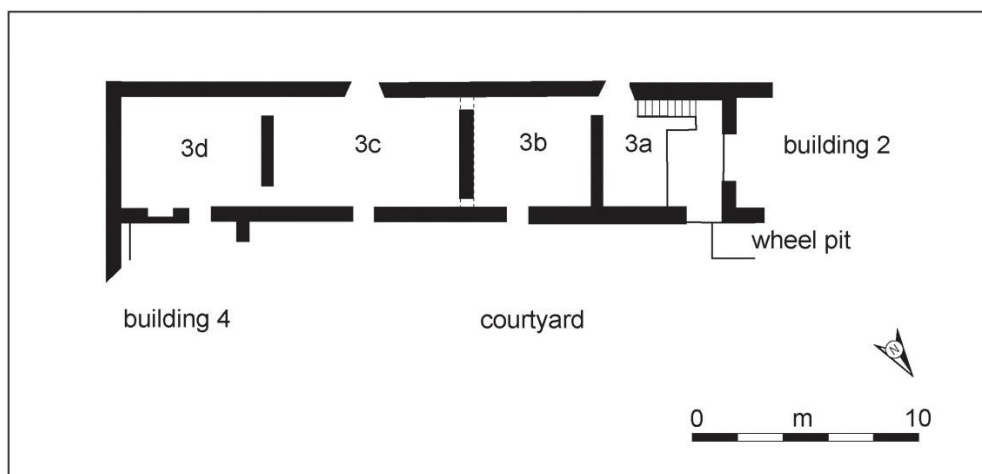 3d
3c
3b
3a
building 2
wheel pit
building 4
courtyard
N
0 m 10